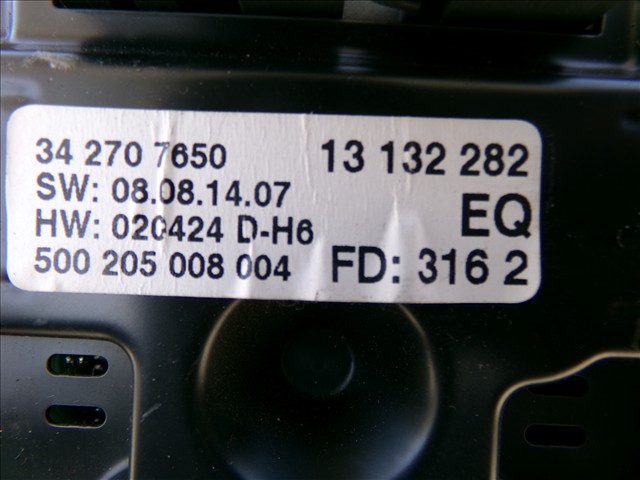 34 270 7650 13 132 282
SW: 08.08.14.07
HW: 020424 D-H6 EQ
500 205 008 004 FD: 316 2